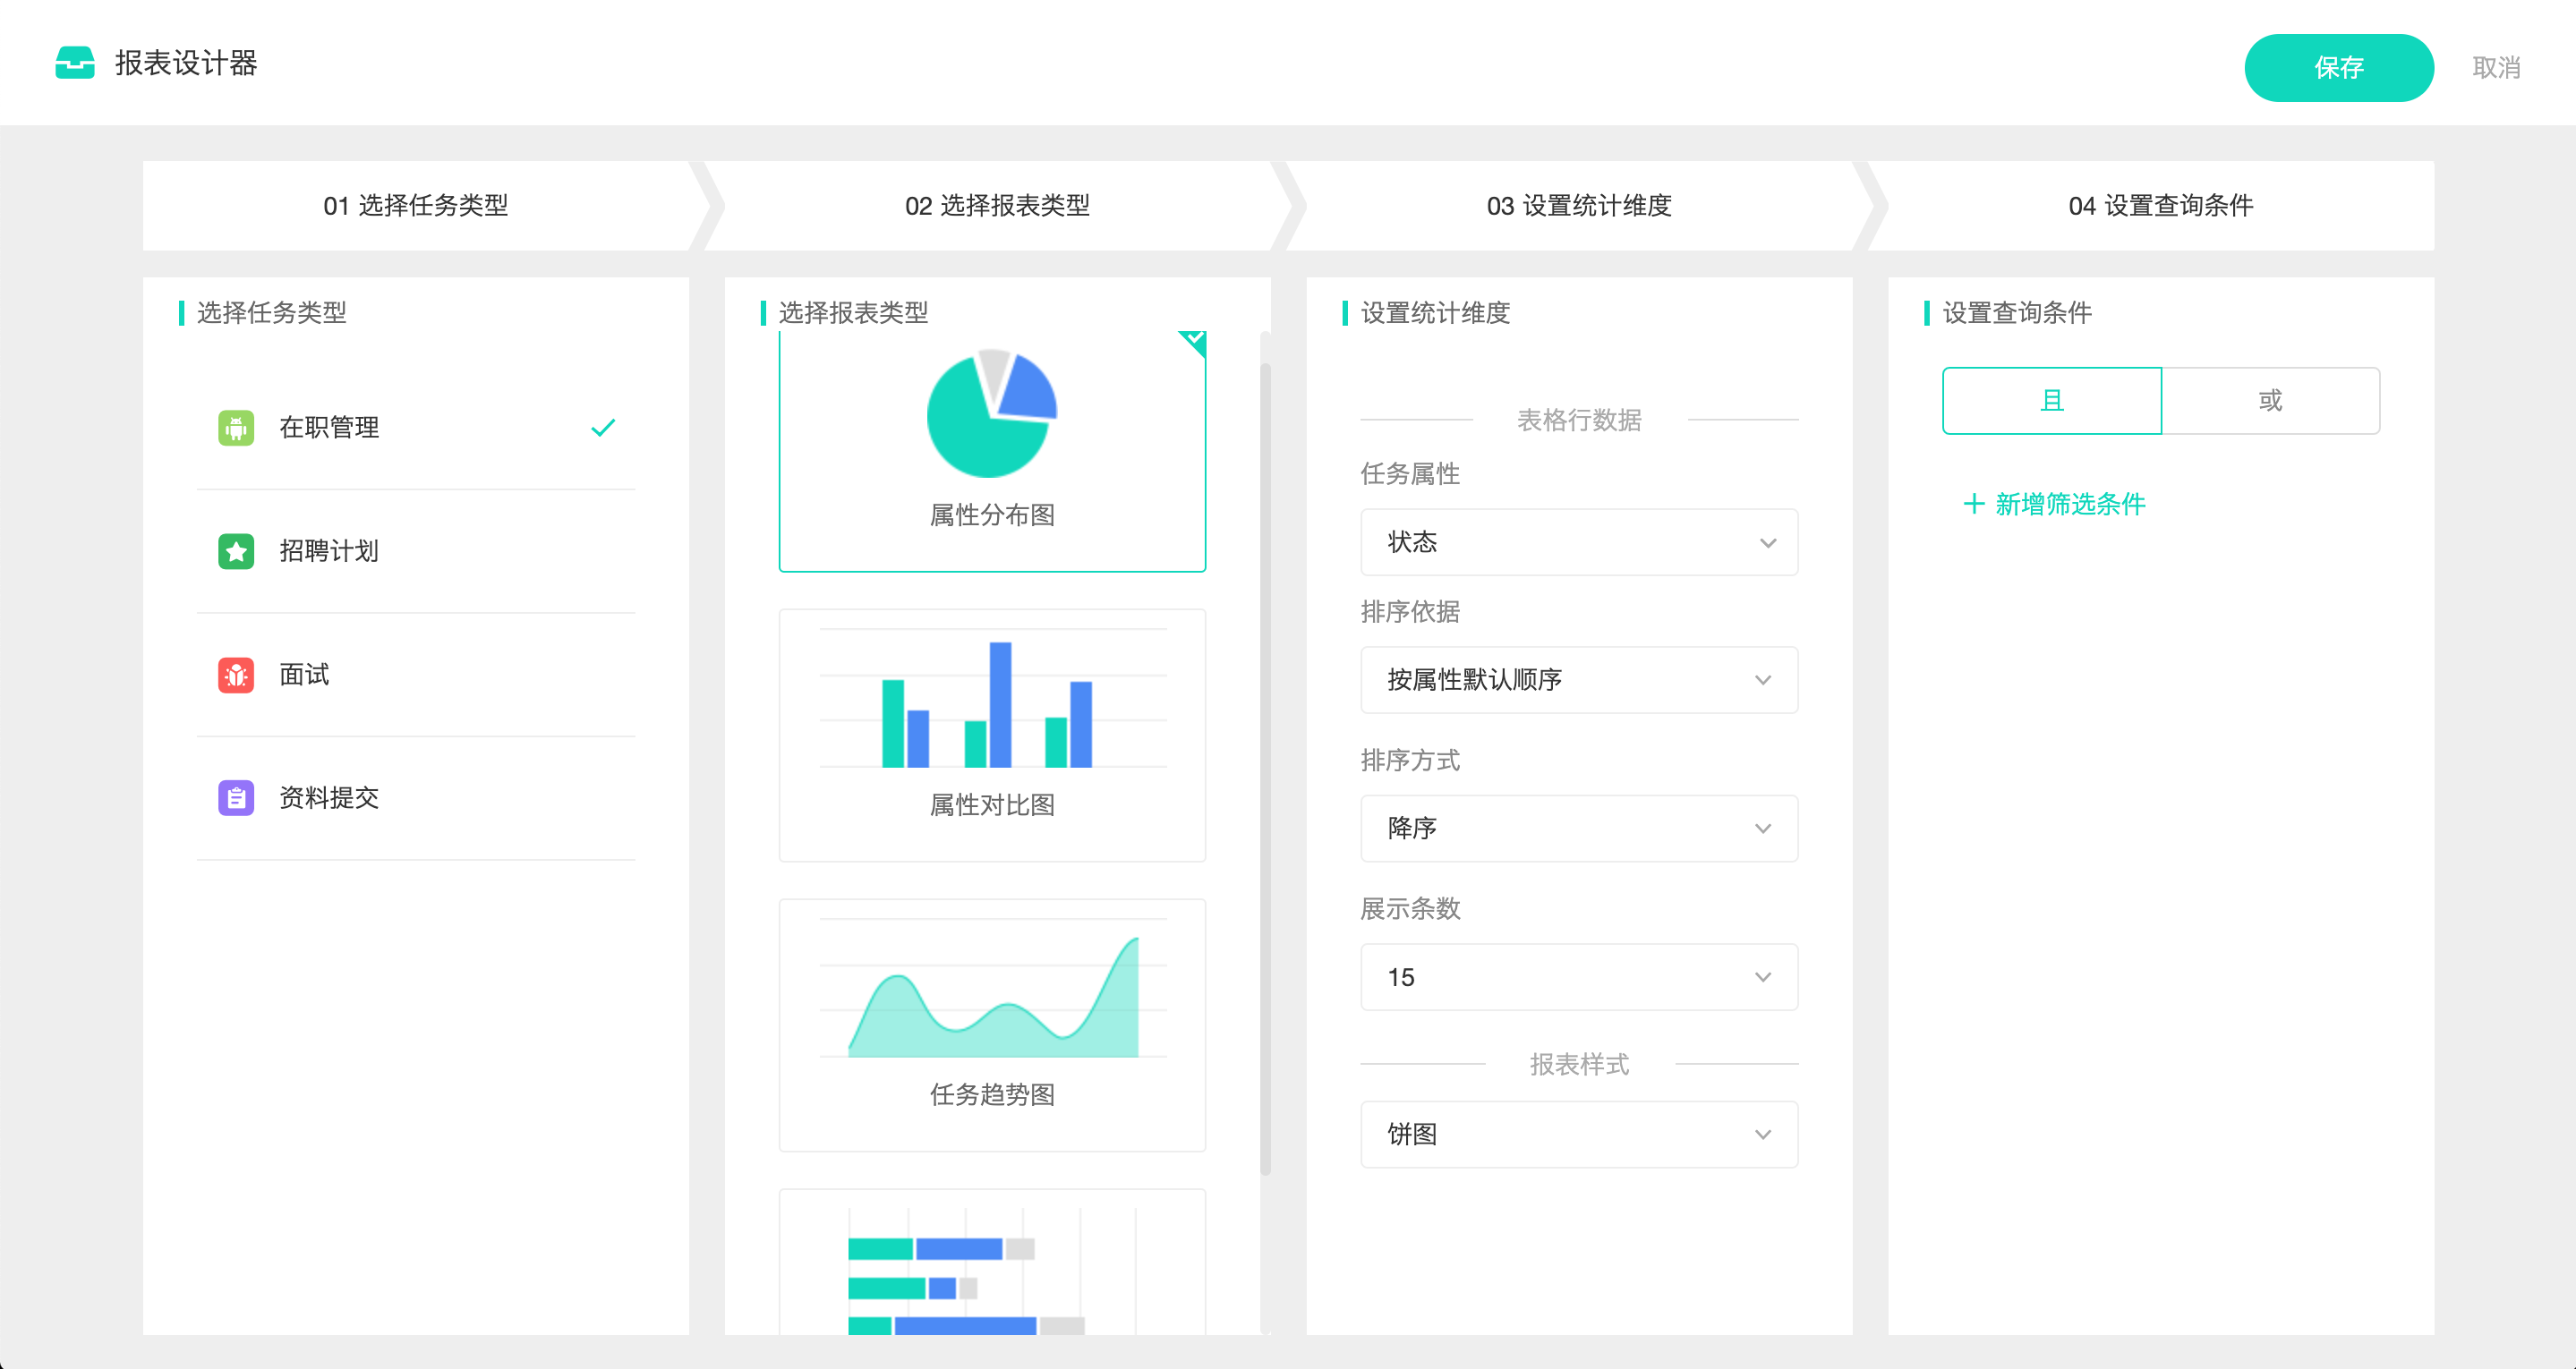 报表设计器
保存
取消
01 选择任务类型
02 选择报表类型
03 设置统计维度
04 设置查询条件
选择任务类型
在职管理
招聘计划
面试
资料提交
选择报表类型
属性分布图
属性对比图
任务趋势图
设置统计维度
表格行数据
任务属性
状态
排序依据
按属性默认顺序
排序方式
降序
展示条数
15
报表样式
饼图
设置查询条件
且
或
+ 新增筛选条件